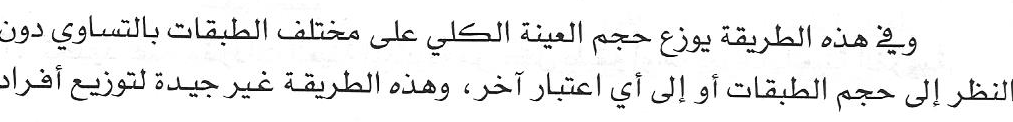 وفي هذه الطريقة يوزع حجم العينة الكلي على مختلف الطبقات بالتساوي دون
النظر إلى حجم الطبقات أو إلى أي اعتبار آخر، وهذه الطريقة غير جيدة لتوزيع أفراد